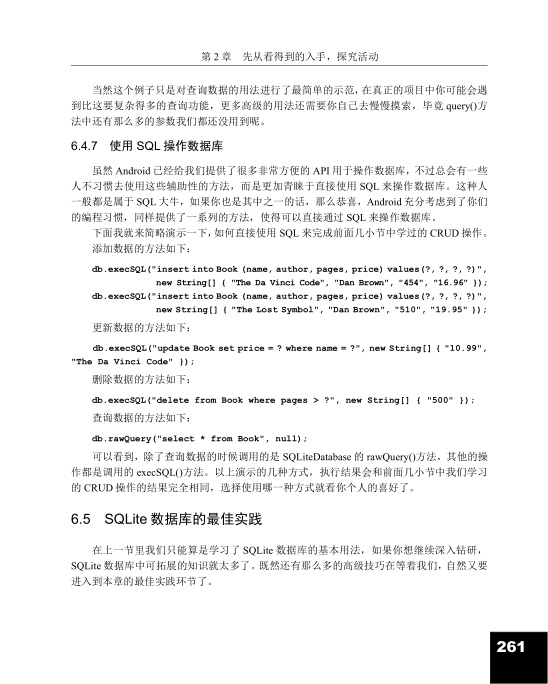 第 2 章 先从看得到的入手，探究活动
当然这个例子只是对查询数据的用法进行了最简单的示范，在真正的项目中你可能会遇
到比这要复杂得多的查询功能，更多高级的用法还需要你自己去慢慢摸索，毕竟 query()方
法中还有那么多的参数我们都还没用到呢。
6.4.7 使用 SQL 操作数据库
虽然 Android 已经给我们提供了很多非常方便的 API 用于操作数据库，不过总会有一些
人不习惯去使用这些辅助性的方法，而是更加青睐于直接使用 SQL 来操作数据库。这种人
一般都是属于 SQL 大牛，如果你也是其中之一的话，那么恭喜，Android 充分考虑到了你们
的编程习惯，同样提供了一系列的方法，使得可以直接通过 SQL 来操作数据库。
下面我就来简略演示一下，如何直接使用 SQL 来完成前面几小节中学过的 CRUD 操作。
添加数据的方法如下：
db.execSQL("insert into Book (name, author, pages, price) values(?, ?, ?, ?)",
new String[] { "The Da Vinci Code", "Dan Brown", "454", "16.96" });
db.execSQL("insert into Book (name, author, pages, price) values(?, ?, ?, ?)",
new String[] { "The Lost Symbol", "Dan Brown", "510", "19.95" });
更新数据的方法如下：
db.execSQL("update Book set price = ? where name = ?", new String[] { "10.99",
"The Da Vinci Code" });
删除数据的方法如下：
db.execSQL("delete from Book where pages > ?", new String[] { "500" });
查询数据的方法如下：
db.rawQuery("select * from Book", null);
可以看到，除了查询数据的时候调用的是 SQLiteDatabase 的 rawQuery()方法，其他的操
作都是调用的 execSQL()方法。以上演示的几种方式，执行结果会和前面几小节中我们学习
的 CRUD 操作的结果完全相同，选择使用哪一种方式就看你个人的喜好了。
6.5 SQLite 数据库的最佳实践
在上一节里我们只能算是学习了 SQLite 数据库的基本用法，如果你想继续深入钻研，
SQLite 数据库中可拓展的知识就太多了。既然还有那么多的高级技巧在等着我们，自然又要
进入到本章的最佳实践环节了。
261